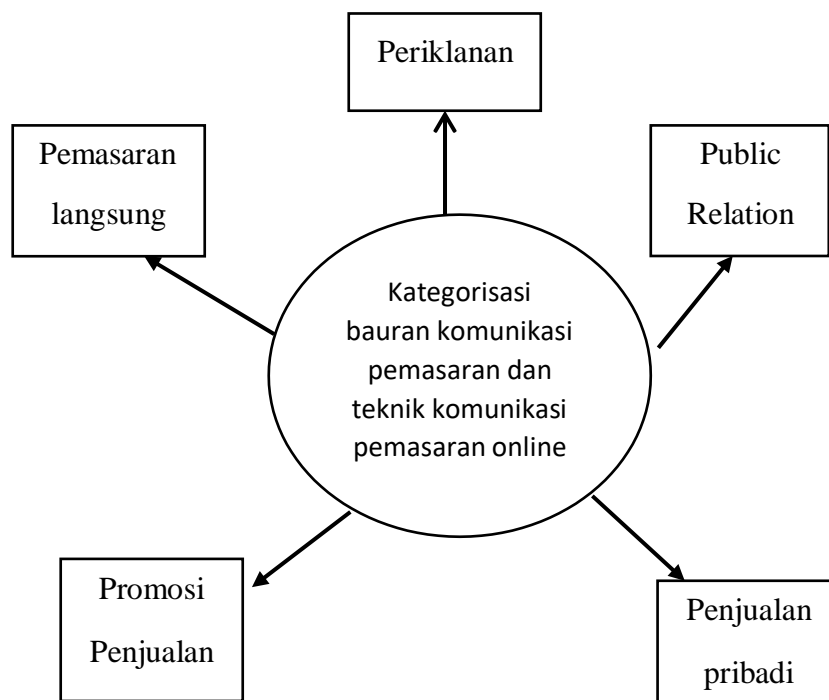 Periklanan
Pemasaran
langsung
Public
Relation
Kategorisasi
bauran komunikasi
pemasaran dan
teknik komunikasi
pemasaran online
Promosi
Penjualan
Penjualan
pribadi